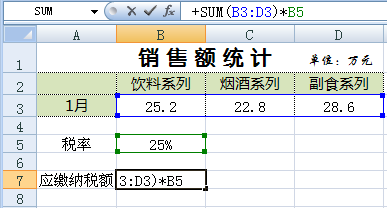 SUM +SUM(B3:D3)*B5
A B C D
1 销售额统计 单位：万元
2 饮料系列 烟酒系列 副食系列
3 1月 25.2 22.8 28.6
4
5 税率 25%
6
7 应缴纳税额 3:D3)*B5